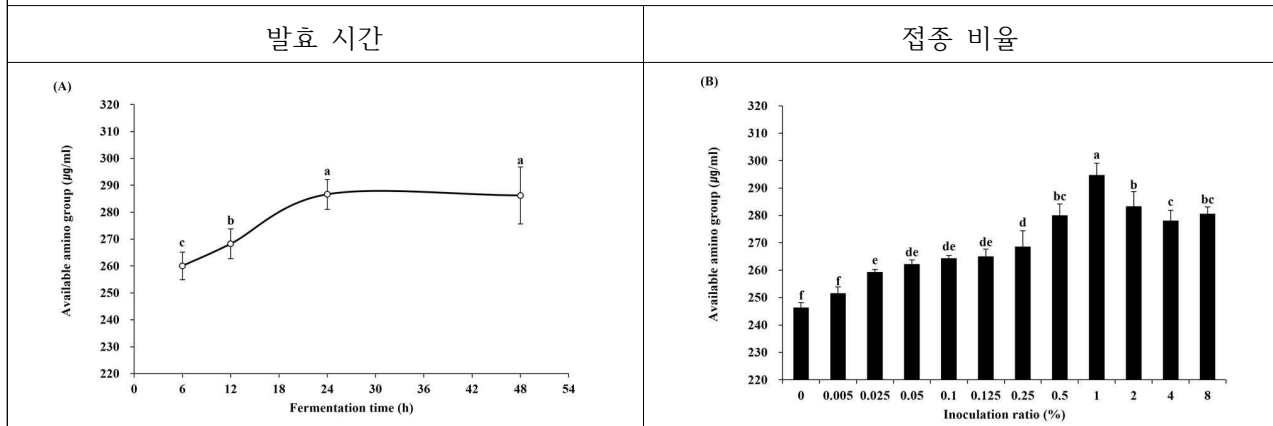 발효 시간
접종 비율
(A)
Available amino group (㎍/ml)
320
310
300
290
280
270
260
250
240
230
220
c
b
a
a
0 6 12 18 24 30 36 42 48 54
Fermentation time (h)
(B)
Available amino group (㎍/ml)
320
310
300
290
280
270
260
250
240
230
220
f f e de de de d bc a b c bc
0 0.005 0.025 0.05 0.1 0.125 0.25 0.5 1 2 4 8
Inoculation ratio (%)